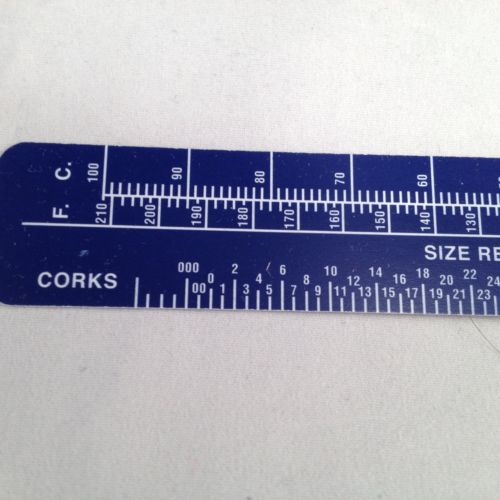 C. 100 90 80 70 60
F. 210 200 190 180 170 160 150 140 130
SIZE RE
CORKS 000 0 2 6 10 12 14 16 18 20 22 24
00 1 3 4 5 7 8 9 11 13 15 17 19 21 23